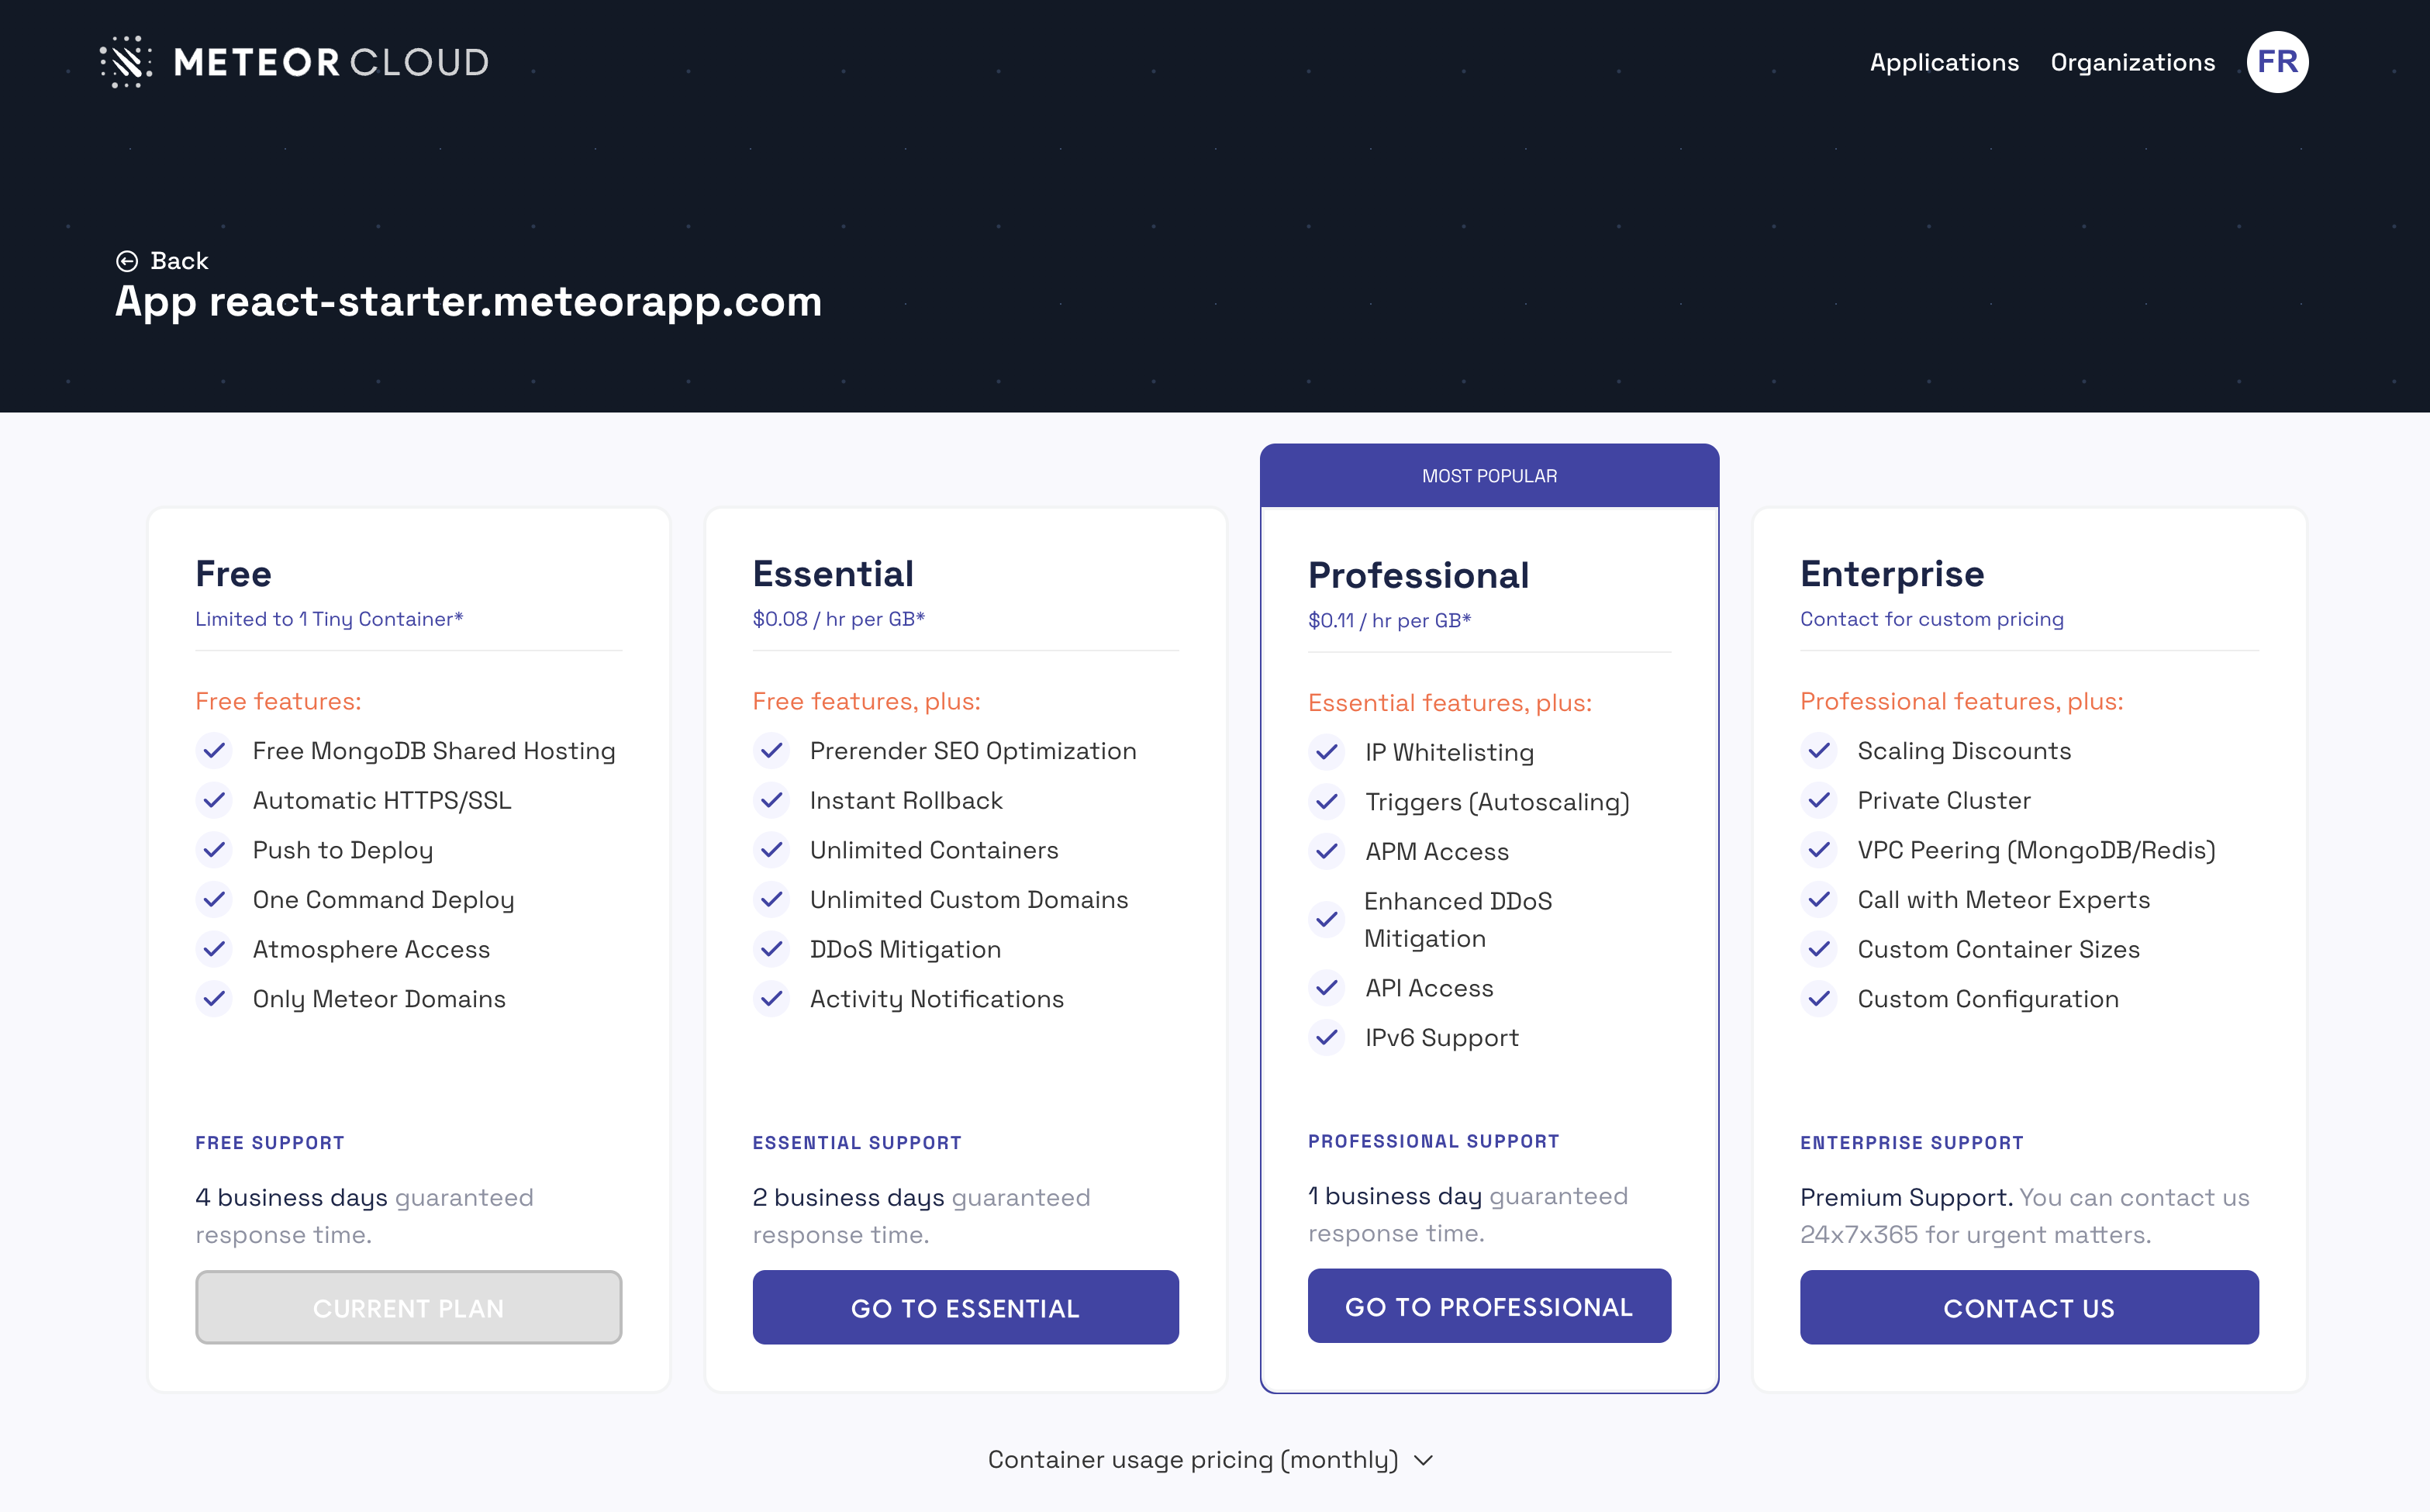 METEOR CLOUD
Applications
Organizations
FR
Back
App react-starter.meteorapp.com
Free
Limited to 1 Tiny Container*
Free features:
Free MongoDB Shared Hosting
Automatic HTTPS/SSL
Push to Deploy
One Command Deploy
Atmosphere Access
Only Meteor Domains
FREE SUPPORT
4 business days guaranteed
response time.
CURRENT PLAN
Essential
$0.08 / hr per GB*
Free features, plus:
Prerender SEO Optimization
Instant Rollback
Unlimited Containers
Unlimited Custom Domains
DDoS Mitigation
Activity Notifications
ESSENTIAL SUPPORT
2 business days guaranteed
response time.
GO TO ESSENTIAL
MOST POPULAR
Professional
$0.11 / hr per GB*
Essential features, plus:
IP Whitelisting
Triggers (Autoscaling)
APM Access
Enhanced DDoS
Mitigation
API Access
IPv6 Support
PROFESSIONAL SUPPORT
1 business day guaranteed
response time.
GO TO PROFESSIONAL
Enterprise
Contact for custom pricing
Professional features, plus:
Scaling Discounts
Private Cluster
VPC Peering (MongoDB/Redis)
Call with Meteor Experts
Custom Container Sizes
Custom Configuration
ENTERPRISE SUPPORT
Premium Support. You can contact us
24x7x365 for urgent matters.
CONTACT US
Container usage pricing (monthly)